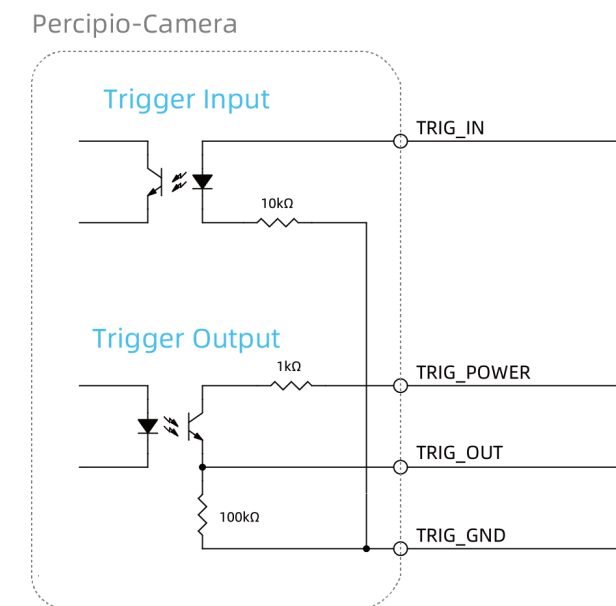 Percipio-Camera
Trigger Input
TRIG_IN
10kΩ
Trigger Output
1kΩ
TRIG_POWER
TRIG_OUT
100kΩ
TRIG_GND